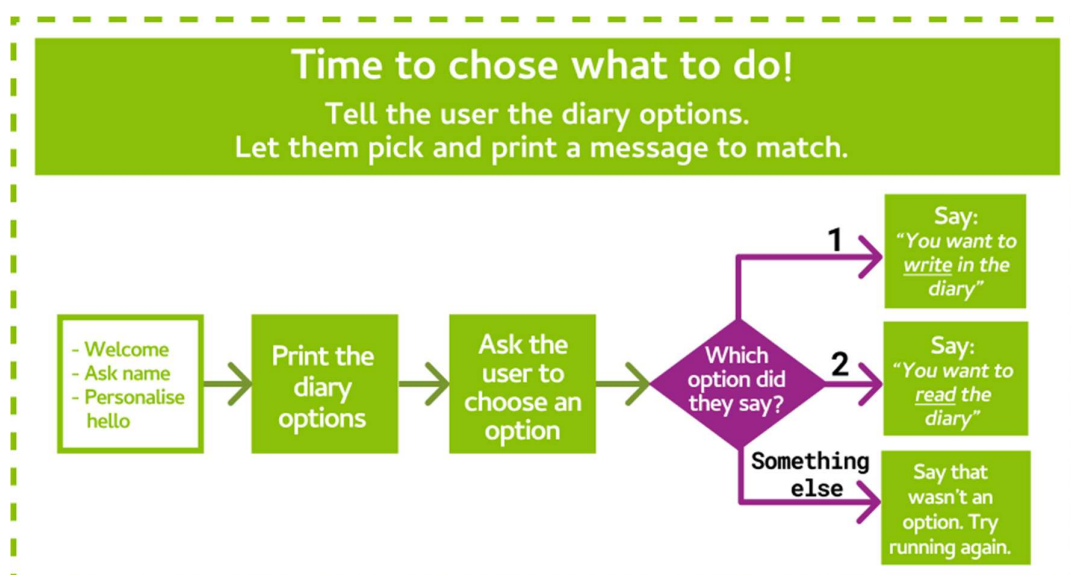 Time to chose what to do!
Tell the user the diary options.
Let them pick and print a message to match.
- Welcome
- Ask name
- Personalise
hello
Print the
diary
options
Ask the
user to
choose an
option
Which
option did
they say?
1
Say:
“You want to
write in the
diary”
2
Say:
“You want to
read the
diary”
Something
else
Say that
wasn't an
option. Try
running again.